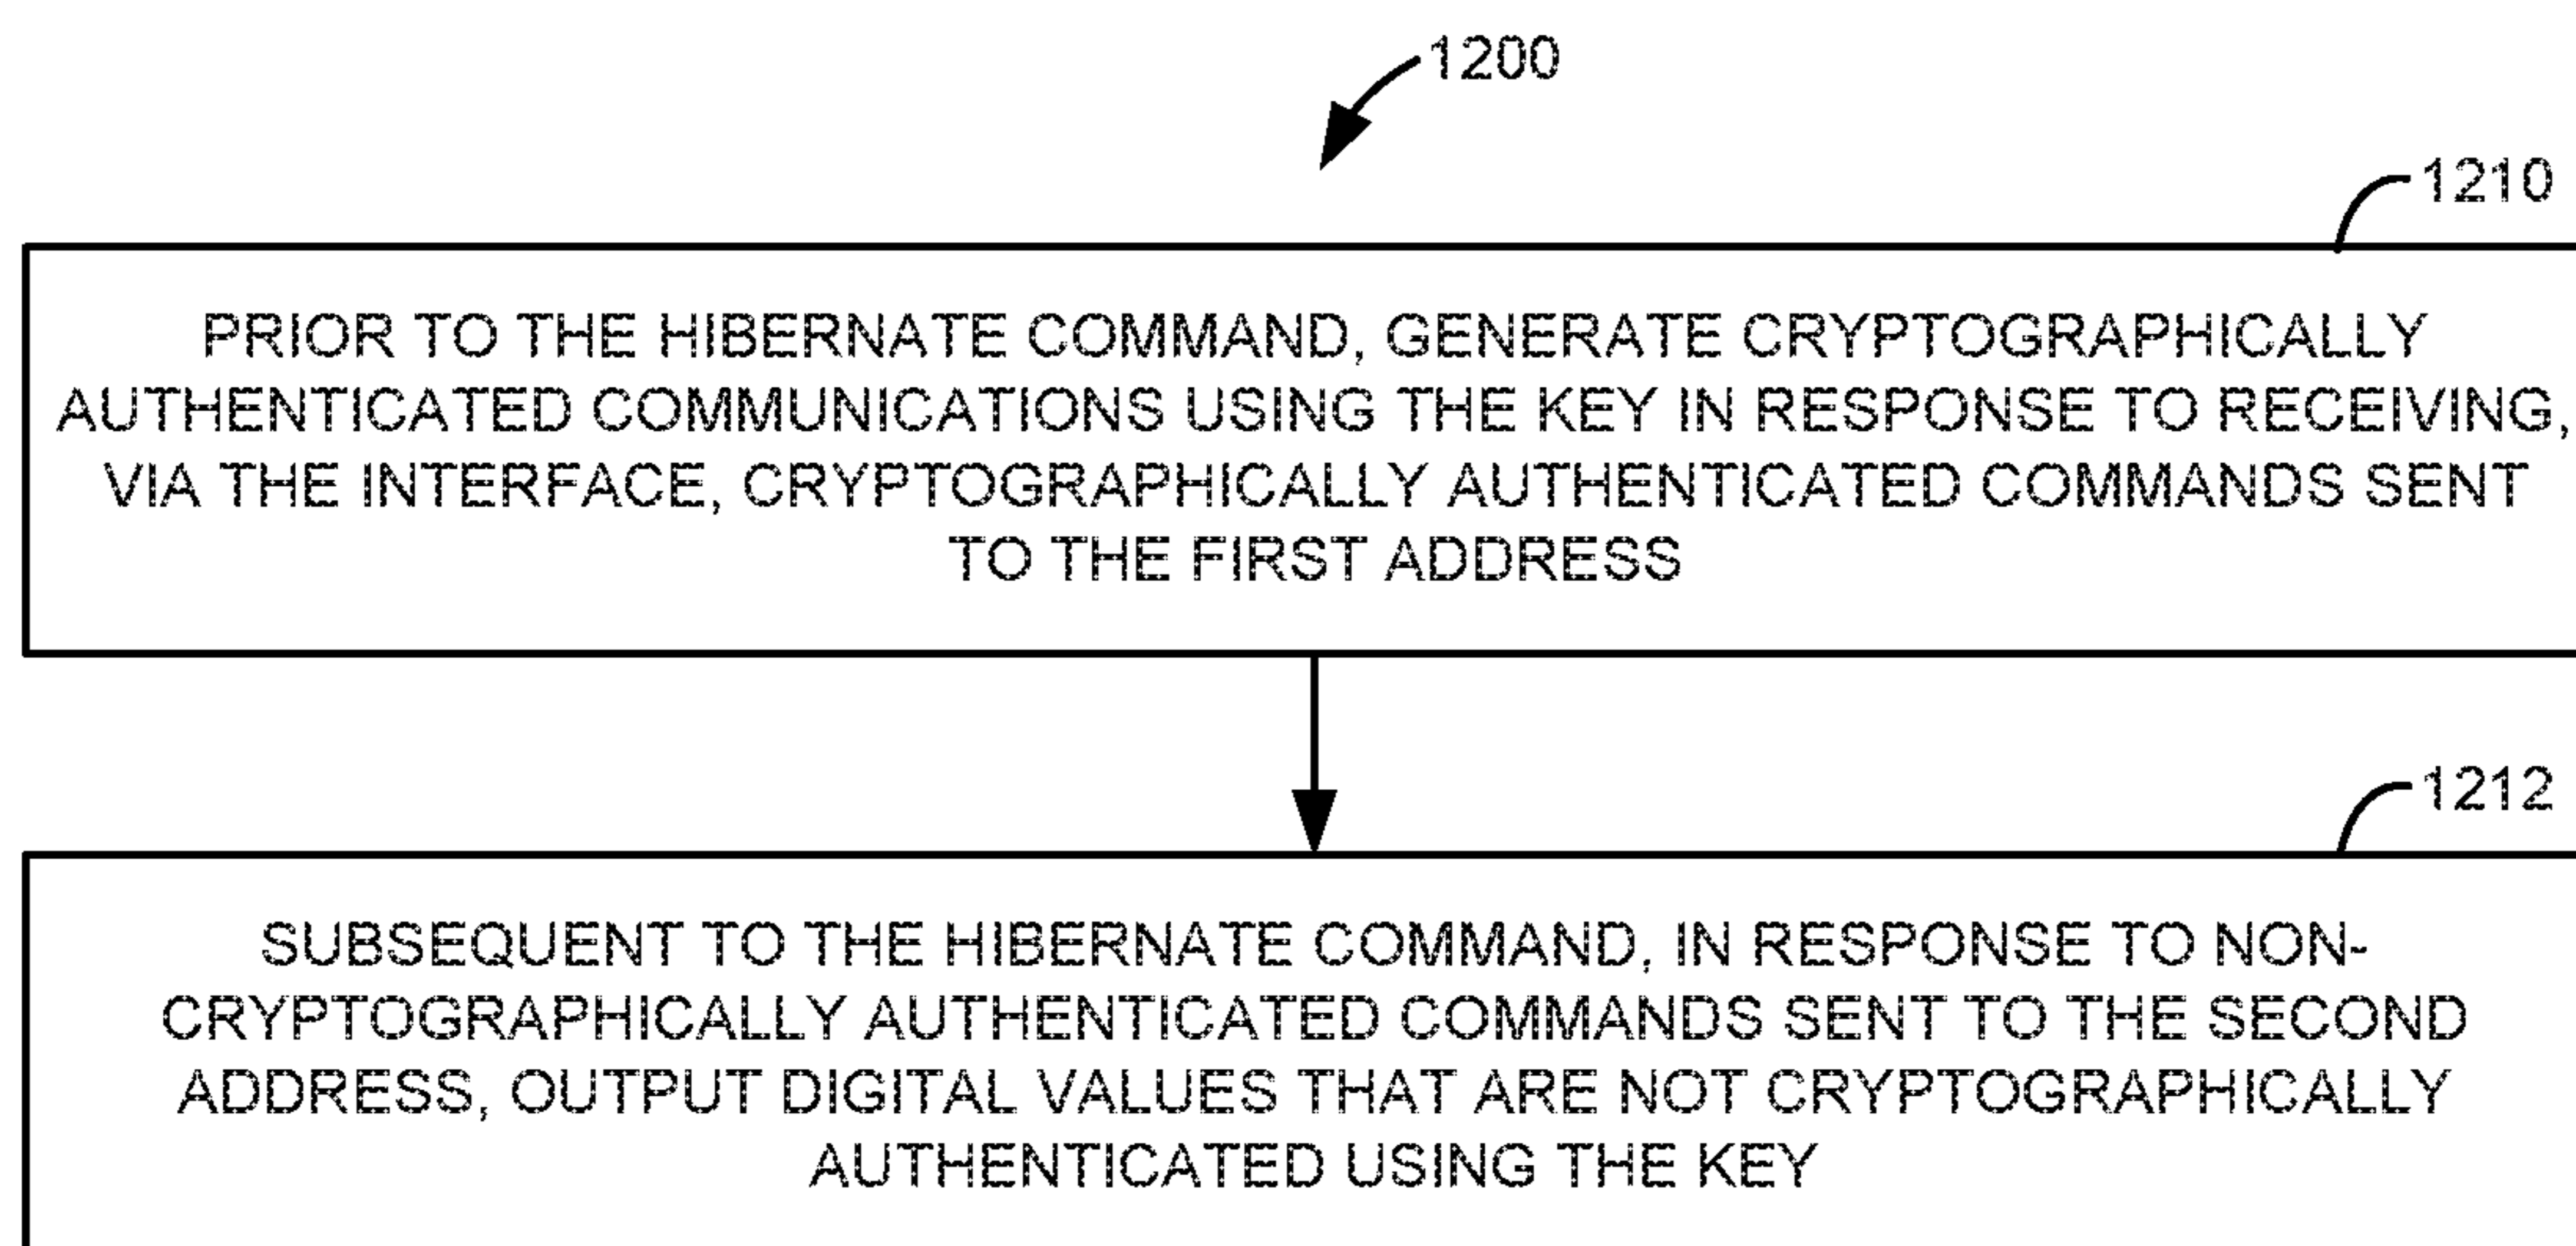 1200
1210
PRIOR TO THE HIBERNATE COMMAND, GENERATE CRYPTOGRAPHICALLY
AUTHENTICATED COMMUNICATIONS USING THE KEY IN RESPONSE TO RECEIVING,
VIA THE INTERFACE, CRYPTOGRAPHICALLY AUTHENTICATED COMMANDS SENT
TO THE FIRST ADDRESS
1212
SUBSEQUENT TO THE HIBERNATE COMMAND, IN RESPONSE TO NON-
CRYPTOGRAPHICALLY AUTHENTICATED COMMANDS SENT TO THE SECOND
ADDRESS, OUTPUT DIGITAL VALUES THAT ARE NOT CRYPTOGRAPHICALLY
AUTHENTICATED USING THE KEY